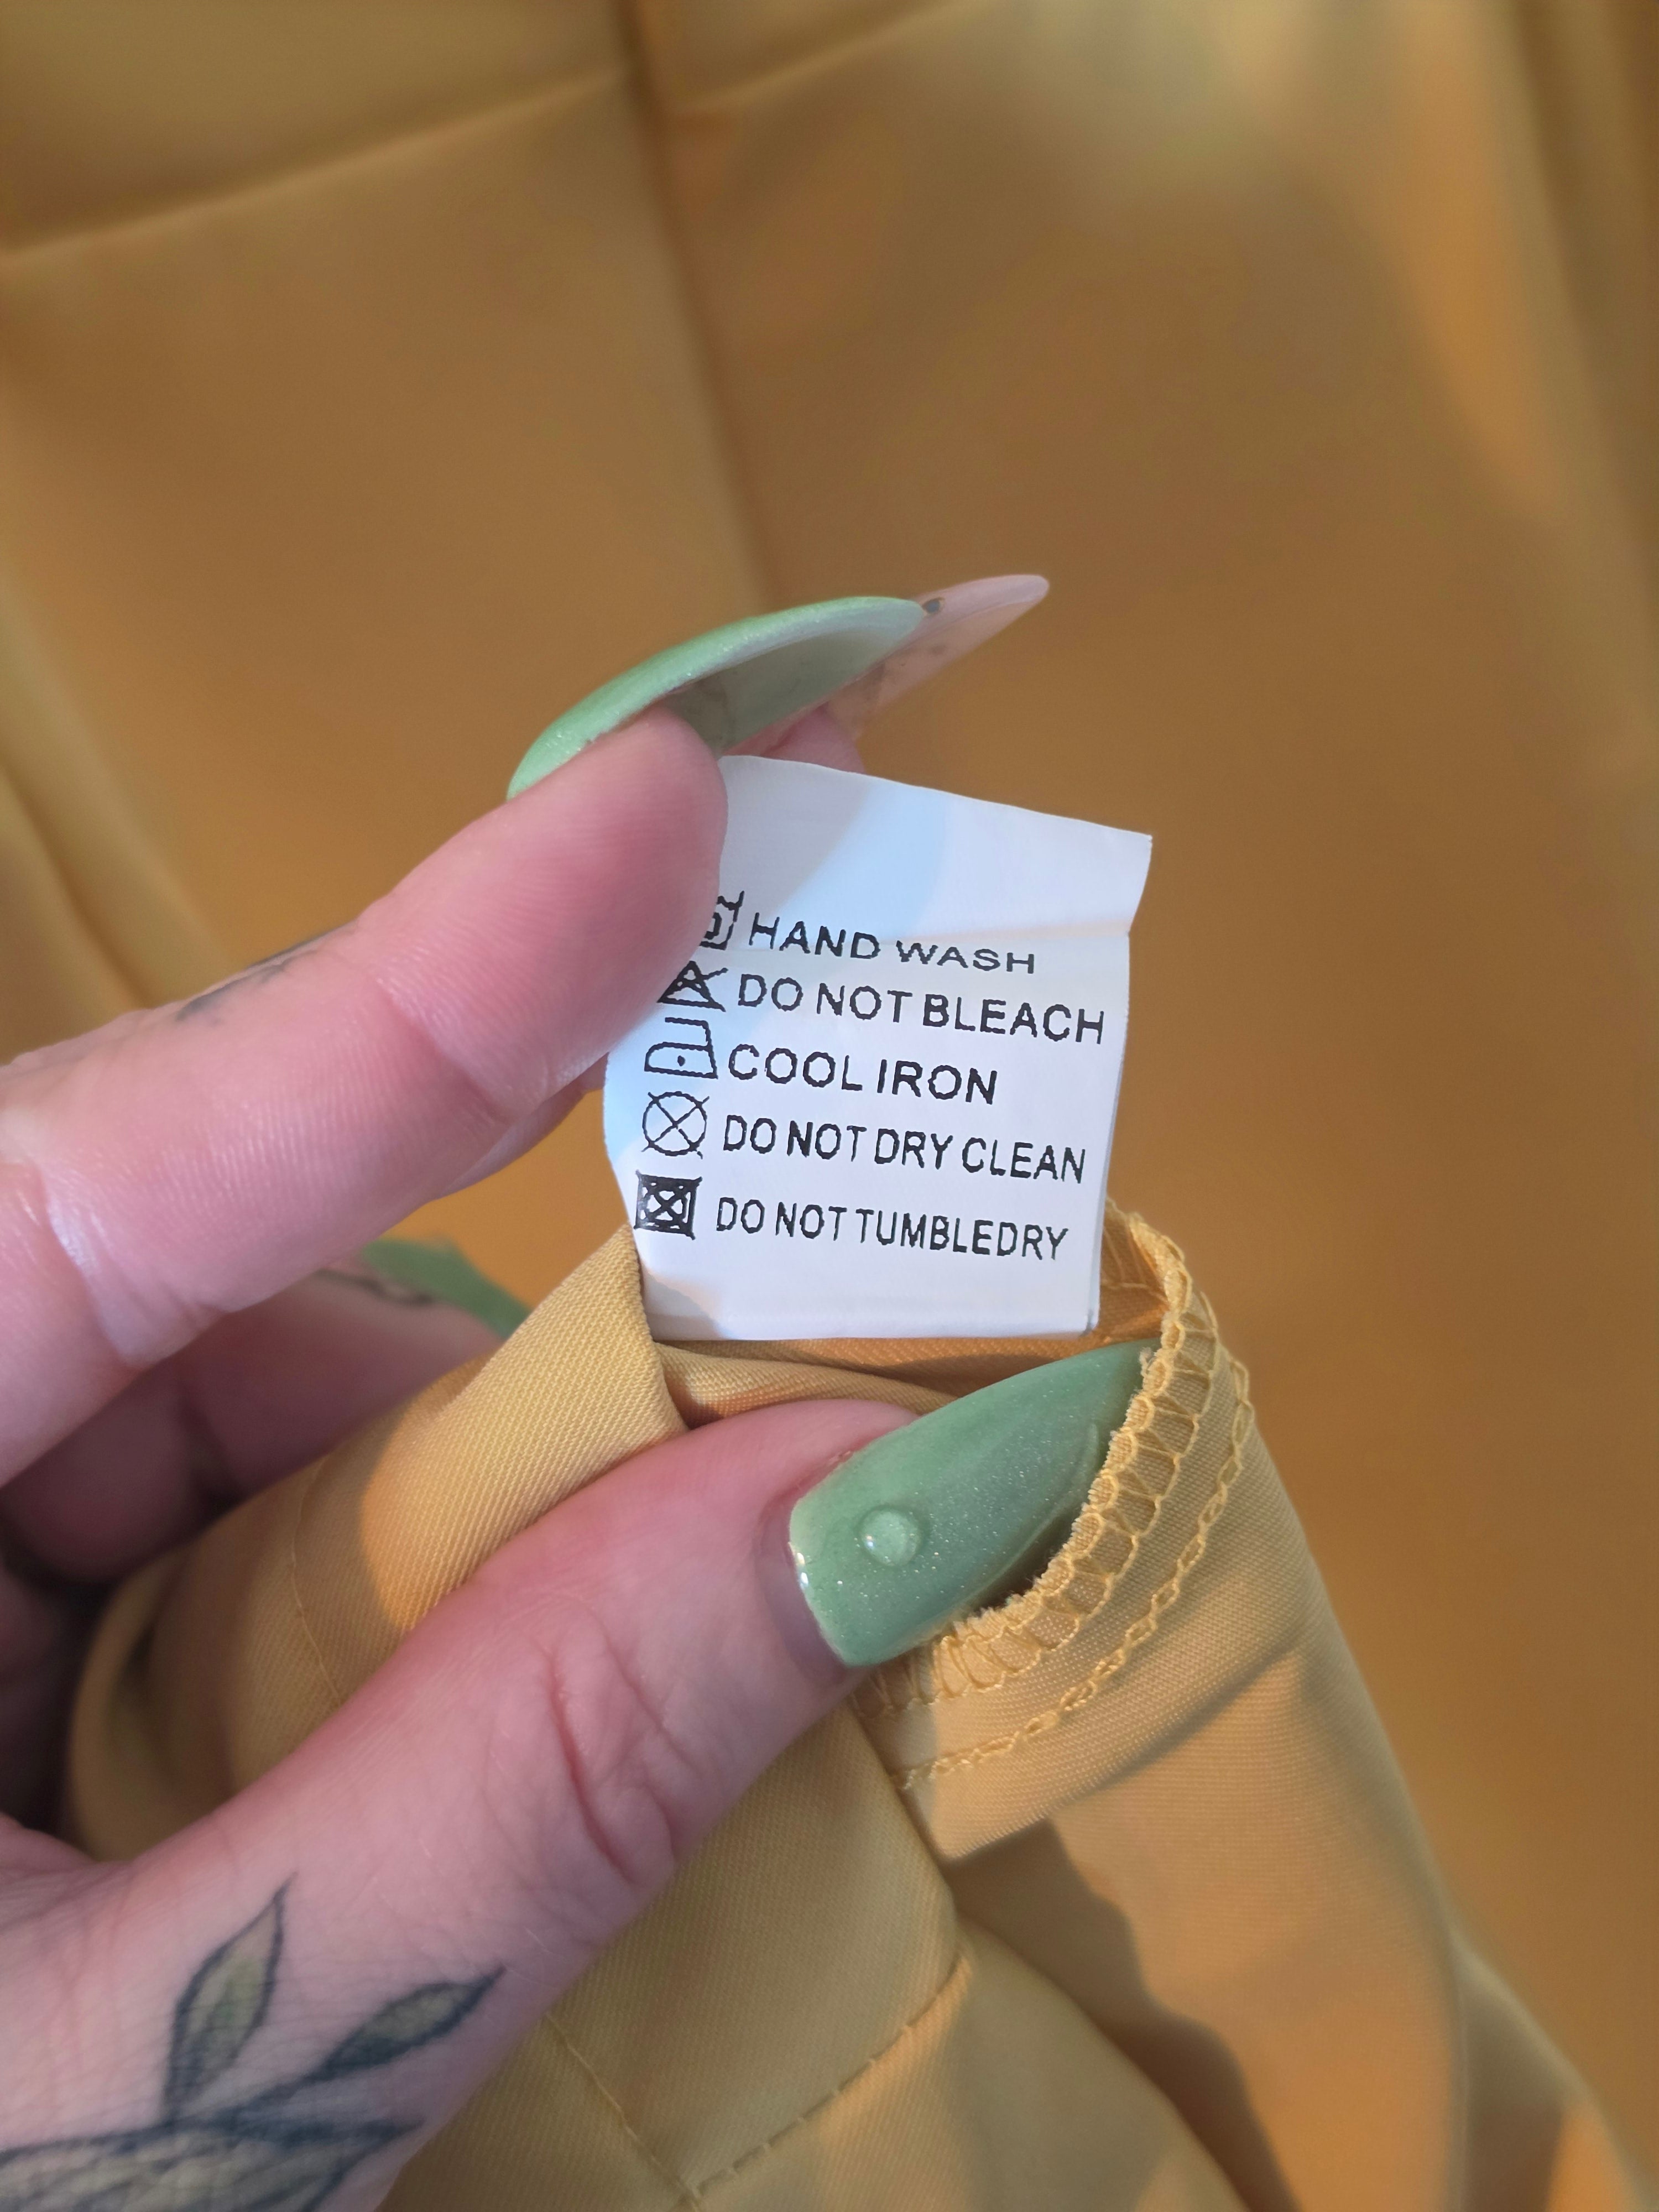 HAND WASH
DO NOT BLEACH
COOL IRON
DO NOT DRY CLEAN
DO NOT TUMBLEDRY